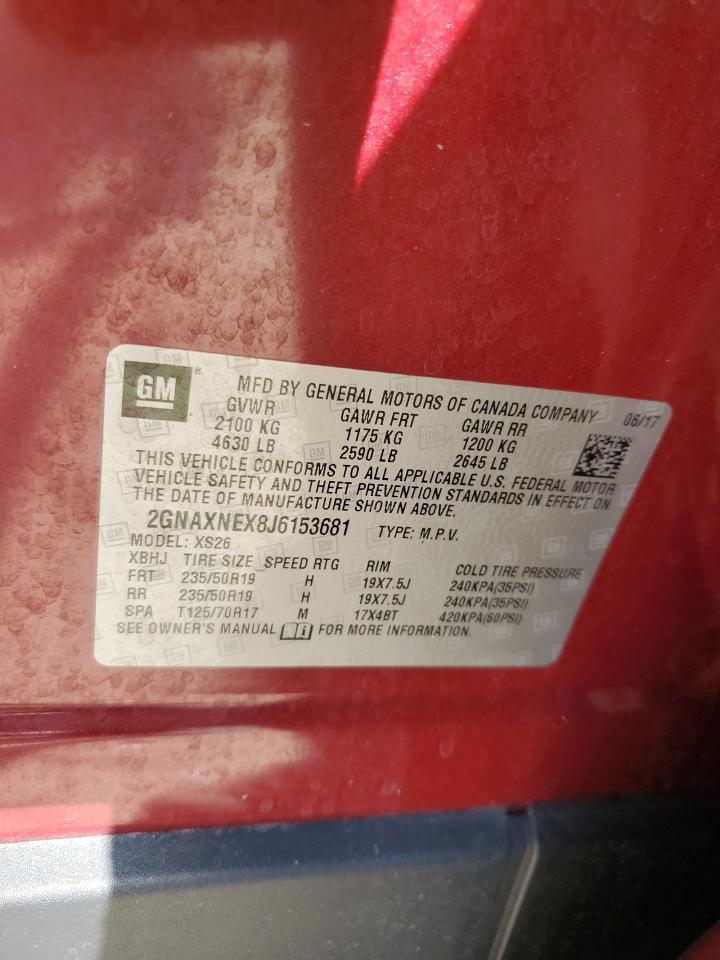 GM ® MFD BY GENERAL MOTORS OF CANADA COMPANY 06/17
GVWR GAWR FRT GAWR RR
2100 KG 1175 KG 1200 KG
4630 LB 2590 LB 2645 LB
THIS VEHICLE CONFORMS TO ALL APPLICABLE U.S. FEDERAL MOTOR
VEHICLE SAFETY AND THEFT PREVENTION STANDARDS IN EFFECT ON
THE DATE OF MANUFACTURE SHOWN ABOVE.
2GNAXNEX8J6153681 TYPE: M.P.V.
MODEL: XS26
XBHJ TIRE SIZE SPEED RTG RIM COLD TIRE PRESSURE
FRT 235/50R19 H 19X7.5J 240KPA(35PSI)
RR 235/50R19 H 19X7.5J 240KPA(35PSI)
SPA T125/70R17 M 17X4BT 420KPA(60PSI)
SEE OWNER'S MANUAL FOR MORE INFORMATION.